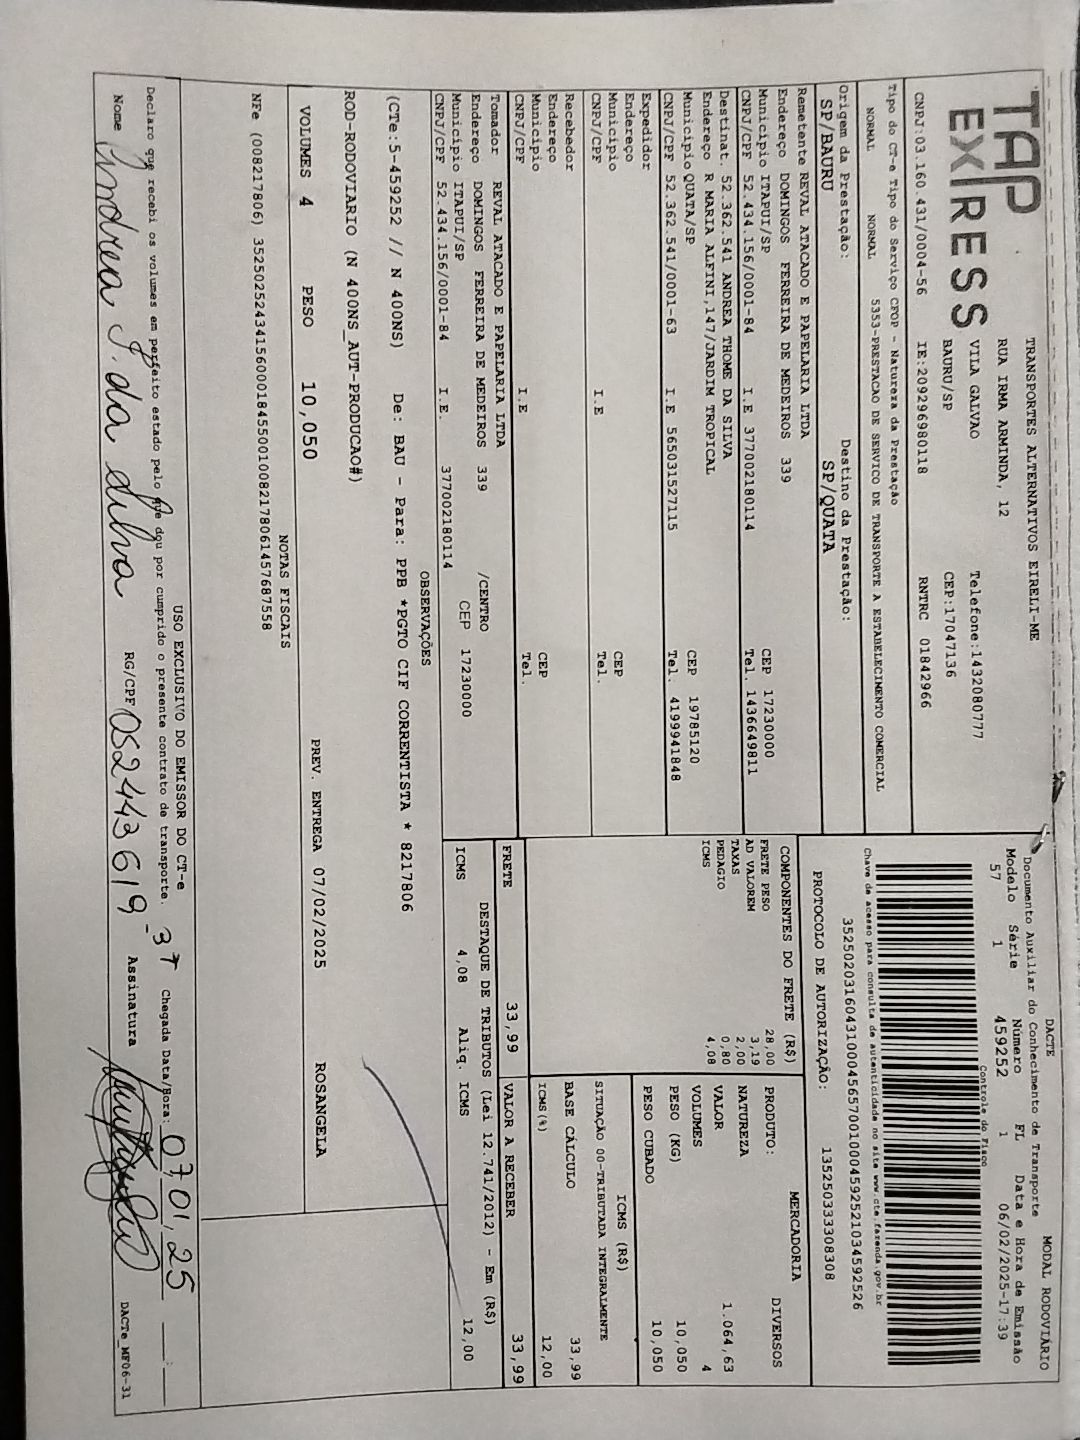 TAP
EXPRESS
TRANSPORTES ALTERNATIVOS EIRELI-ME
RUA IRMA ARMINDA, 12
VILA GALVAO Telefone:1432080777
BAURU/SP CEP:17047136
CNPJ:03.160.431/0004-56 IE:209296980118 RNTRC 01842966
DACTE MODAL RODOVIÁRIO
Documento Auxiliar do Conhecimento de Transporte
Modelo Série Número FL Data e Hora de Emissão
57 1 459252 1 06/02/2025-17:39
Controle do Fisco
Chave de acesso para consulta de autenticidade no site www.cte.fazenda.gov.br
35250203160431000456570010004592521034592526
PROTOCOLO DE AUTORIZAÇÃO: 135250333308308
Tipo do CT-e Tipo do Serviço CFOP - Natureza da Prestação
NORMAL NORMAL 5353-PRESTACAO DE SERVICO DE TRANSPORTE A ESTABELECIMENTO COMERCIAL
Origem da Prestação: Destino da Prestação:
SP/BAURU SP/QUATA
Remetente REVAL ATACADO E PAPELARIA LTDA
Endereço DOMINGOS FERREIRA DE MEDEIROS 339
Município ITAPUI/SP CEP 17230000
CNPJ/CPF 52.434.156/0001-84 I.E 377002180114 Tel. 1436649811
Destinat. 52.362.541 ANDREA THOME DA SILVA
Endereço R MARIA ALFINI,147/JARDIM TROPICAL
Município QUATA/SP CEP 19785120
CNPJ/CPF 52.362.541/0001-63 I.E 565031527115 Tel. 4199941848
Expedidor
Endereço
Município CEP
CNPJ/CPF I.E Tel.
Recebedor
Endereço
Município CEP
CNPJ/CPF I.E Tel.
Tomador REVAL ATACADO E PAPELARIA LTDA
Endereço DOMINGOS FERREIRA DE MEDEIROS 339 /CENTRO
Município ITAPUI/SP CEP 17230000
CNPJ/CPF 52.434.156/0001-84 I.E. 377002180114
COMPONENTES DO FRETE (R$)
FRETE PESO 28,00
AD VALOREM 3,19
TAXAS 2,00
PEDAGIO 0,80
ICMS 4,08
MERCADORIA
PRODUTO: DIVERSOS
NATUREZA
VALOR 1.064,63
VOLUMES 4
PESO (KG) 10,050
PESO CUBADO 10,050
ICMS (R$)
SITUAÇÃO 00-TRIBUTADA INTEGRALMENTE
BASE CÁLCULO 33,99
ICMS(%) 12,00
FRETE 33,99 VALOR A RECEBER 33,99
DESTAQUE DE TRIBUTOS (Lei 12.741/2012) - Em (R$)
ICMS 4,08 Aliq. ICMS 12,00
OBSERVAÇÕES
(CTe:5-459252 // N 400NS) De: BAU - Para: PPB *PGTO CIF CORRENTISTA * 8217806
ROD-RODOVIARIO (N 400NS_AUT-PRODUCAO#)
VOLUMES 4 PESO 10,050 PREV. ENTREGA 07/02/2025 ROSANGELA
NOTAS FISCAIS
NFe (008217806) 35250252434156000184550010082178061457687558
USO EXCLUSIVO DO EMISSOR DO CT-e
Declaro que recebi os volumes em perfeito estado pelo que dou por cumprido o presente contrato de transporte. Chegada Data/Hora: 07 01, 25 __:__
Nome Andrea T. da Silva RG/CPF 052443619-37 Assinatura
DACTe_MF06-31